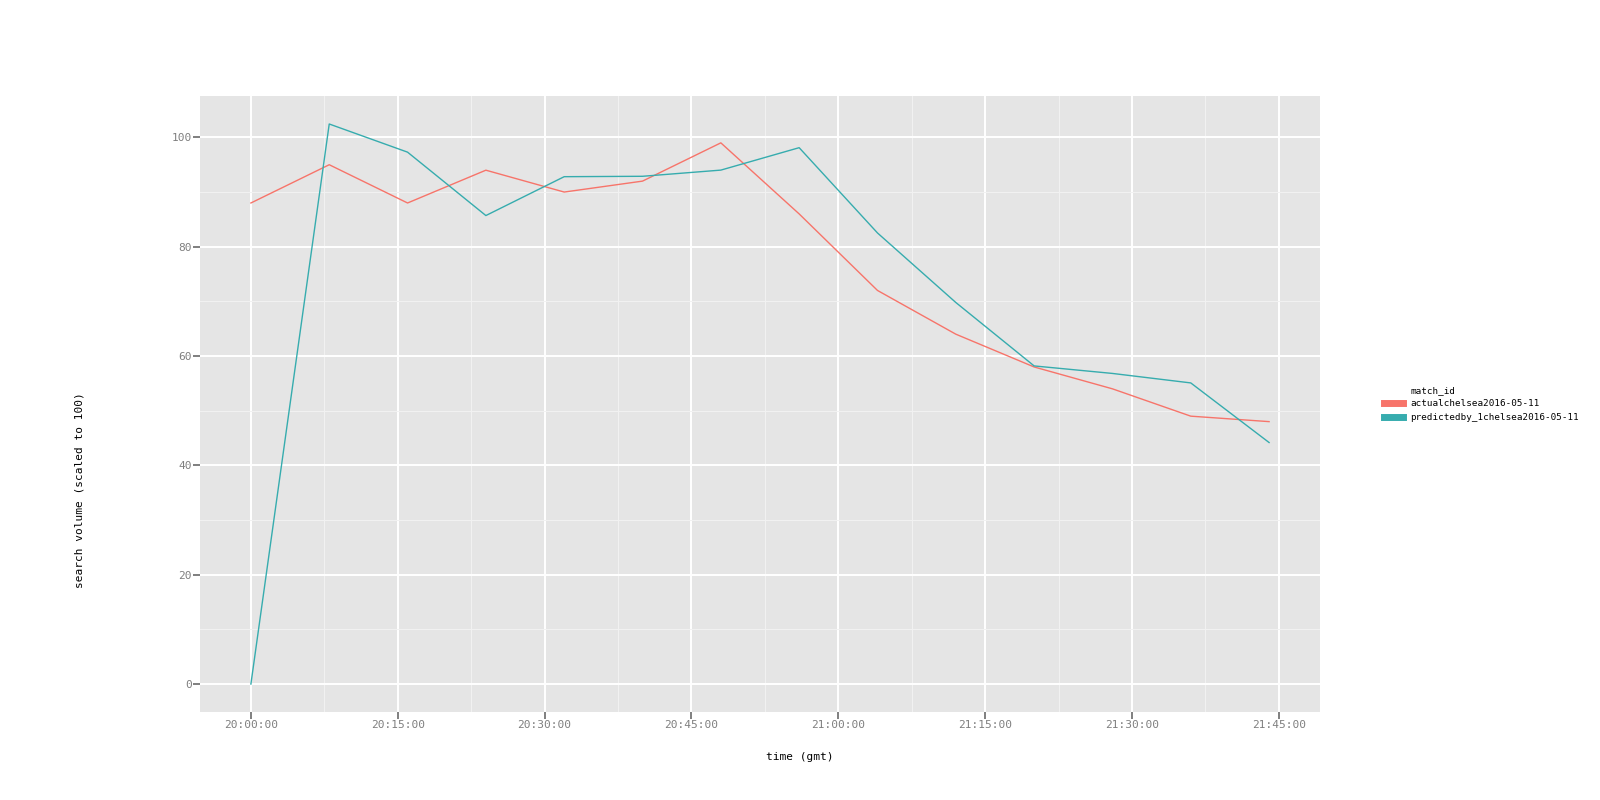 100
80
60
40
20
0
search volume (scaled to 100)
20:00:00 20:15:00 20:30:00 20:45:00 21:00:00 21:15:00 21:30:00 21:45:00
time (gmt)
match_id
actualchelsea2016-05-11
predictedby_1chelsea2016-05-11